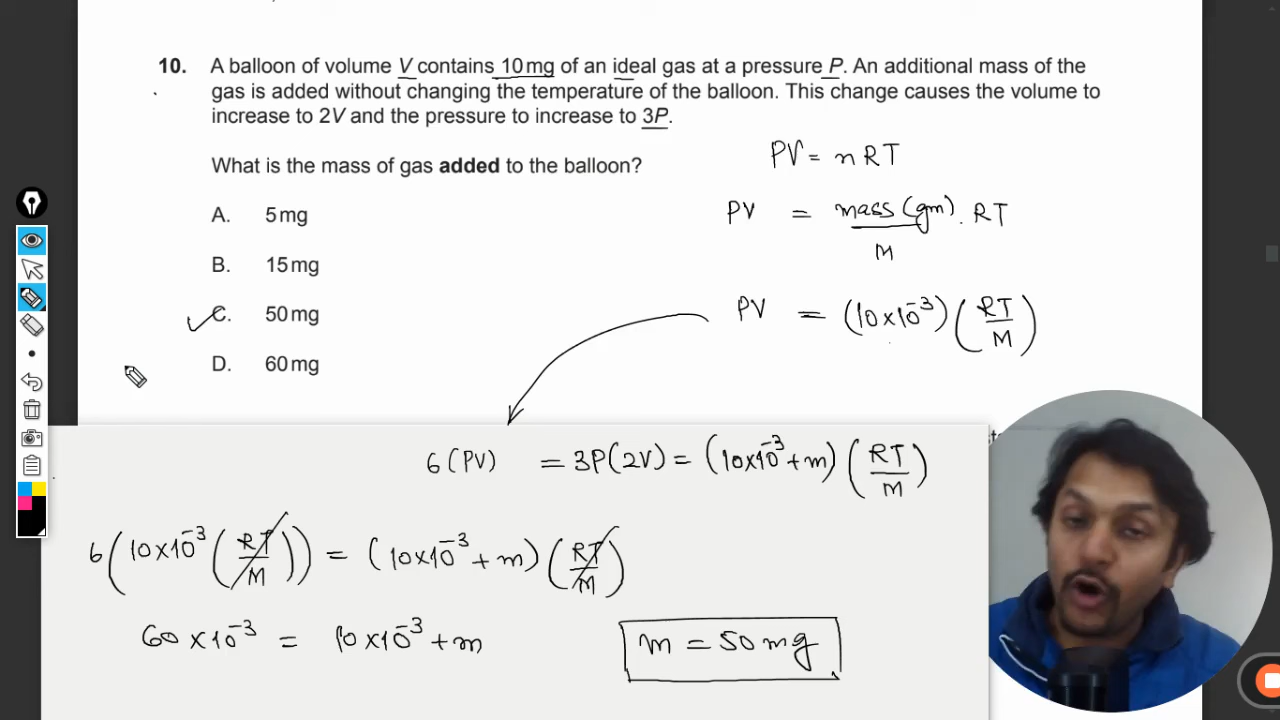 10. A balloon of volume V contains 10 mg of an ideal gas at a pressure P. An additional mass of the
gas is added without changing the temperature of the balloon. This change causes the volume to
increase to 2V and the pressure to increase to 3P.
What is the mass of gas added to the balloon?
A. 5 mg
B. 15 mg
C. 50 mg
D. 60 mg
PV = nRT
PV = mass (gm)/M . RT
PV = (10×10⁻³) (RT/M)
6 (PV) = 3P(2V) = (10×10⁻³ + m) (RT/M)
6 (10×10⁻³ (RT/M)) = (10×10⁻³ + m) (RT/M)
60 × 10⁻³ = 10×10⁻³ + m
m = 50 mg